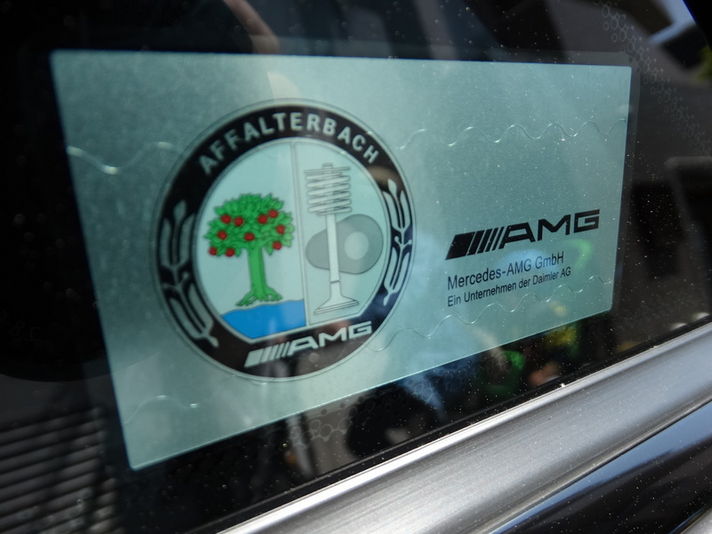 AFFALTERBACH
AMG
AMG
Mercedes-AMG GmbH
Ein Unternehmen der Daimler AG